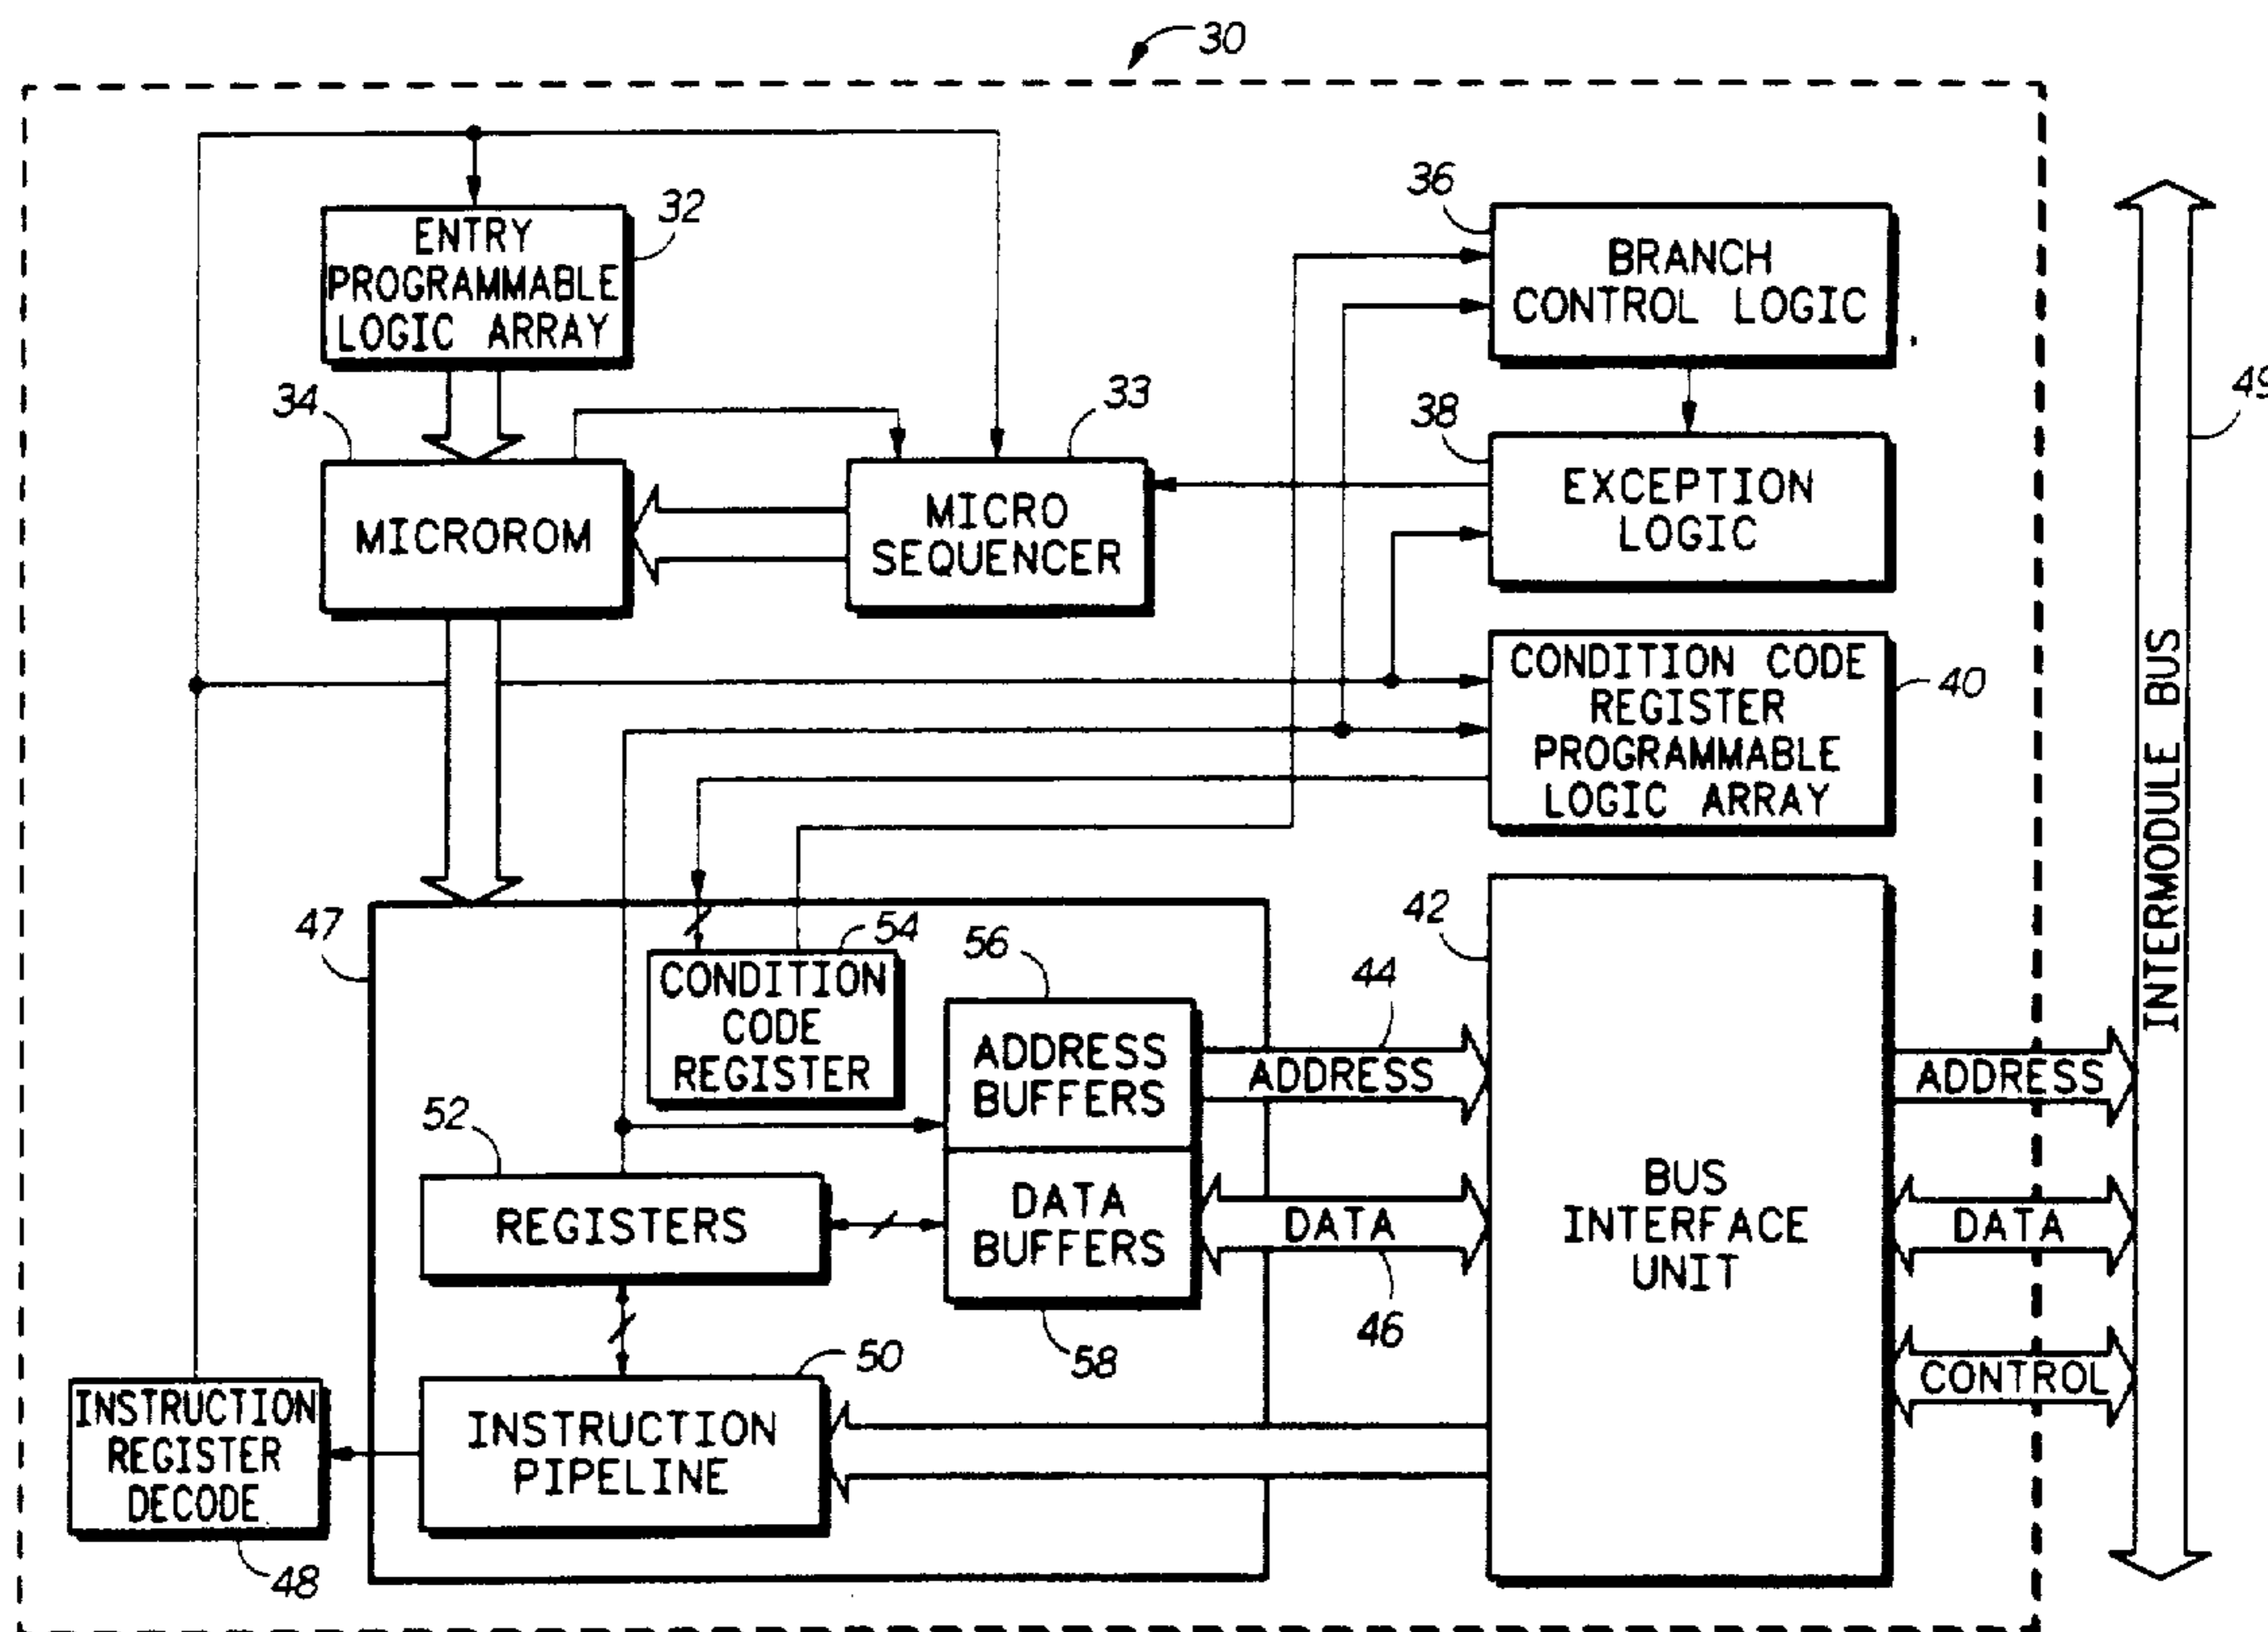 30
ENTRY
PROGRAMMABLE
LOGIC ARRAY
32
34
MICROROM
33
MICRO
SEQUENCER
36
BRANCH
CONTROL LOGIC
38
EXCEPTION
LOGIC
CONDITION CODE
REGISTER
PROGRAMMABLE
LOGIC ARRAY
40
49
INTERMODULE BUS
47
54
CONDITION
CODE
REGISTER
56
ADDRESS
BUFFERS
44
ADDRESS
42
BUS
INTERFACE
UNIT
ADDRESS
52
REGISTERS
DATA
BUFFERS
58
DATA
46
DATA
CONTROL
50
INSTRUCTION
PIPELINE
INSTRUCTION
REGISTER
DECODE
48